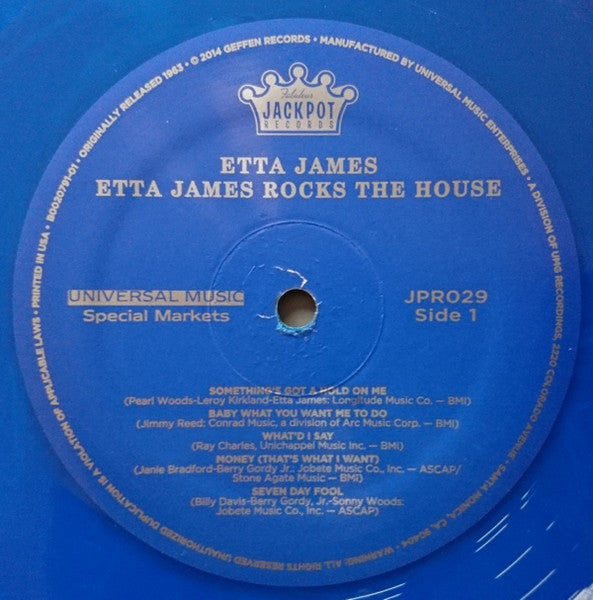 Fabulous
JACKPOT
RECORDS
ETTA JAMES
ETTA JAMES ROCKS THE HOUSE
UNIVERSAL MUSIC
Special Markets
JPR029
Side 1
SOMETHING'S GOT A HOLD ON ME
(Pearl Woods-Leroy Kirkland-Etta James: Longitude Music Co. — BMI)
BABY WHAT YOU WANT ME TO DO
(Jimmy Reed: Conrad Music, a division of Arc Music Corp. — BMI)
WHAT'D I SAY
(Ray Charles, Unichappel Music Inc. — BMI)
MONEY (THAT'S WHAT I WANT)
(Janie Bradford-Berry Gordy Jr.: Jobete Music Co., Inc. — ASCAP/
Stone Agate Music — BMI)
SEVEN DAY FOOL
(Billy Davis-Berry Gordy, Jr.-Sonny Woods:
Jobete Music Co., Inc. — ASCAP)
B0020791-01 • ORIGINALLY RELEASED 1963 • © 2014 GEFFEN RECORDS • MANUFACTURED BY UNIVERSAL MUSIC ENTERPRISES • A DIVISION OF UMG RECORDINGS, 2220 COLORADO AVENUE • SANTA MONICA, CA. 90404 • WARNING: ALL RIGHTS RESERVED UNAUTHORIZED DUPLICATION IS A VIOLATION OF APPLICABLE LAWS • PRINTED IN USA •